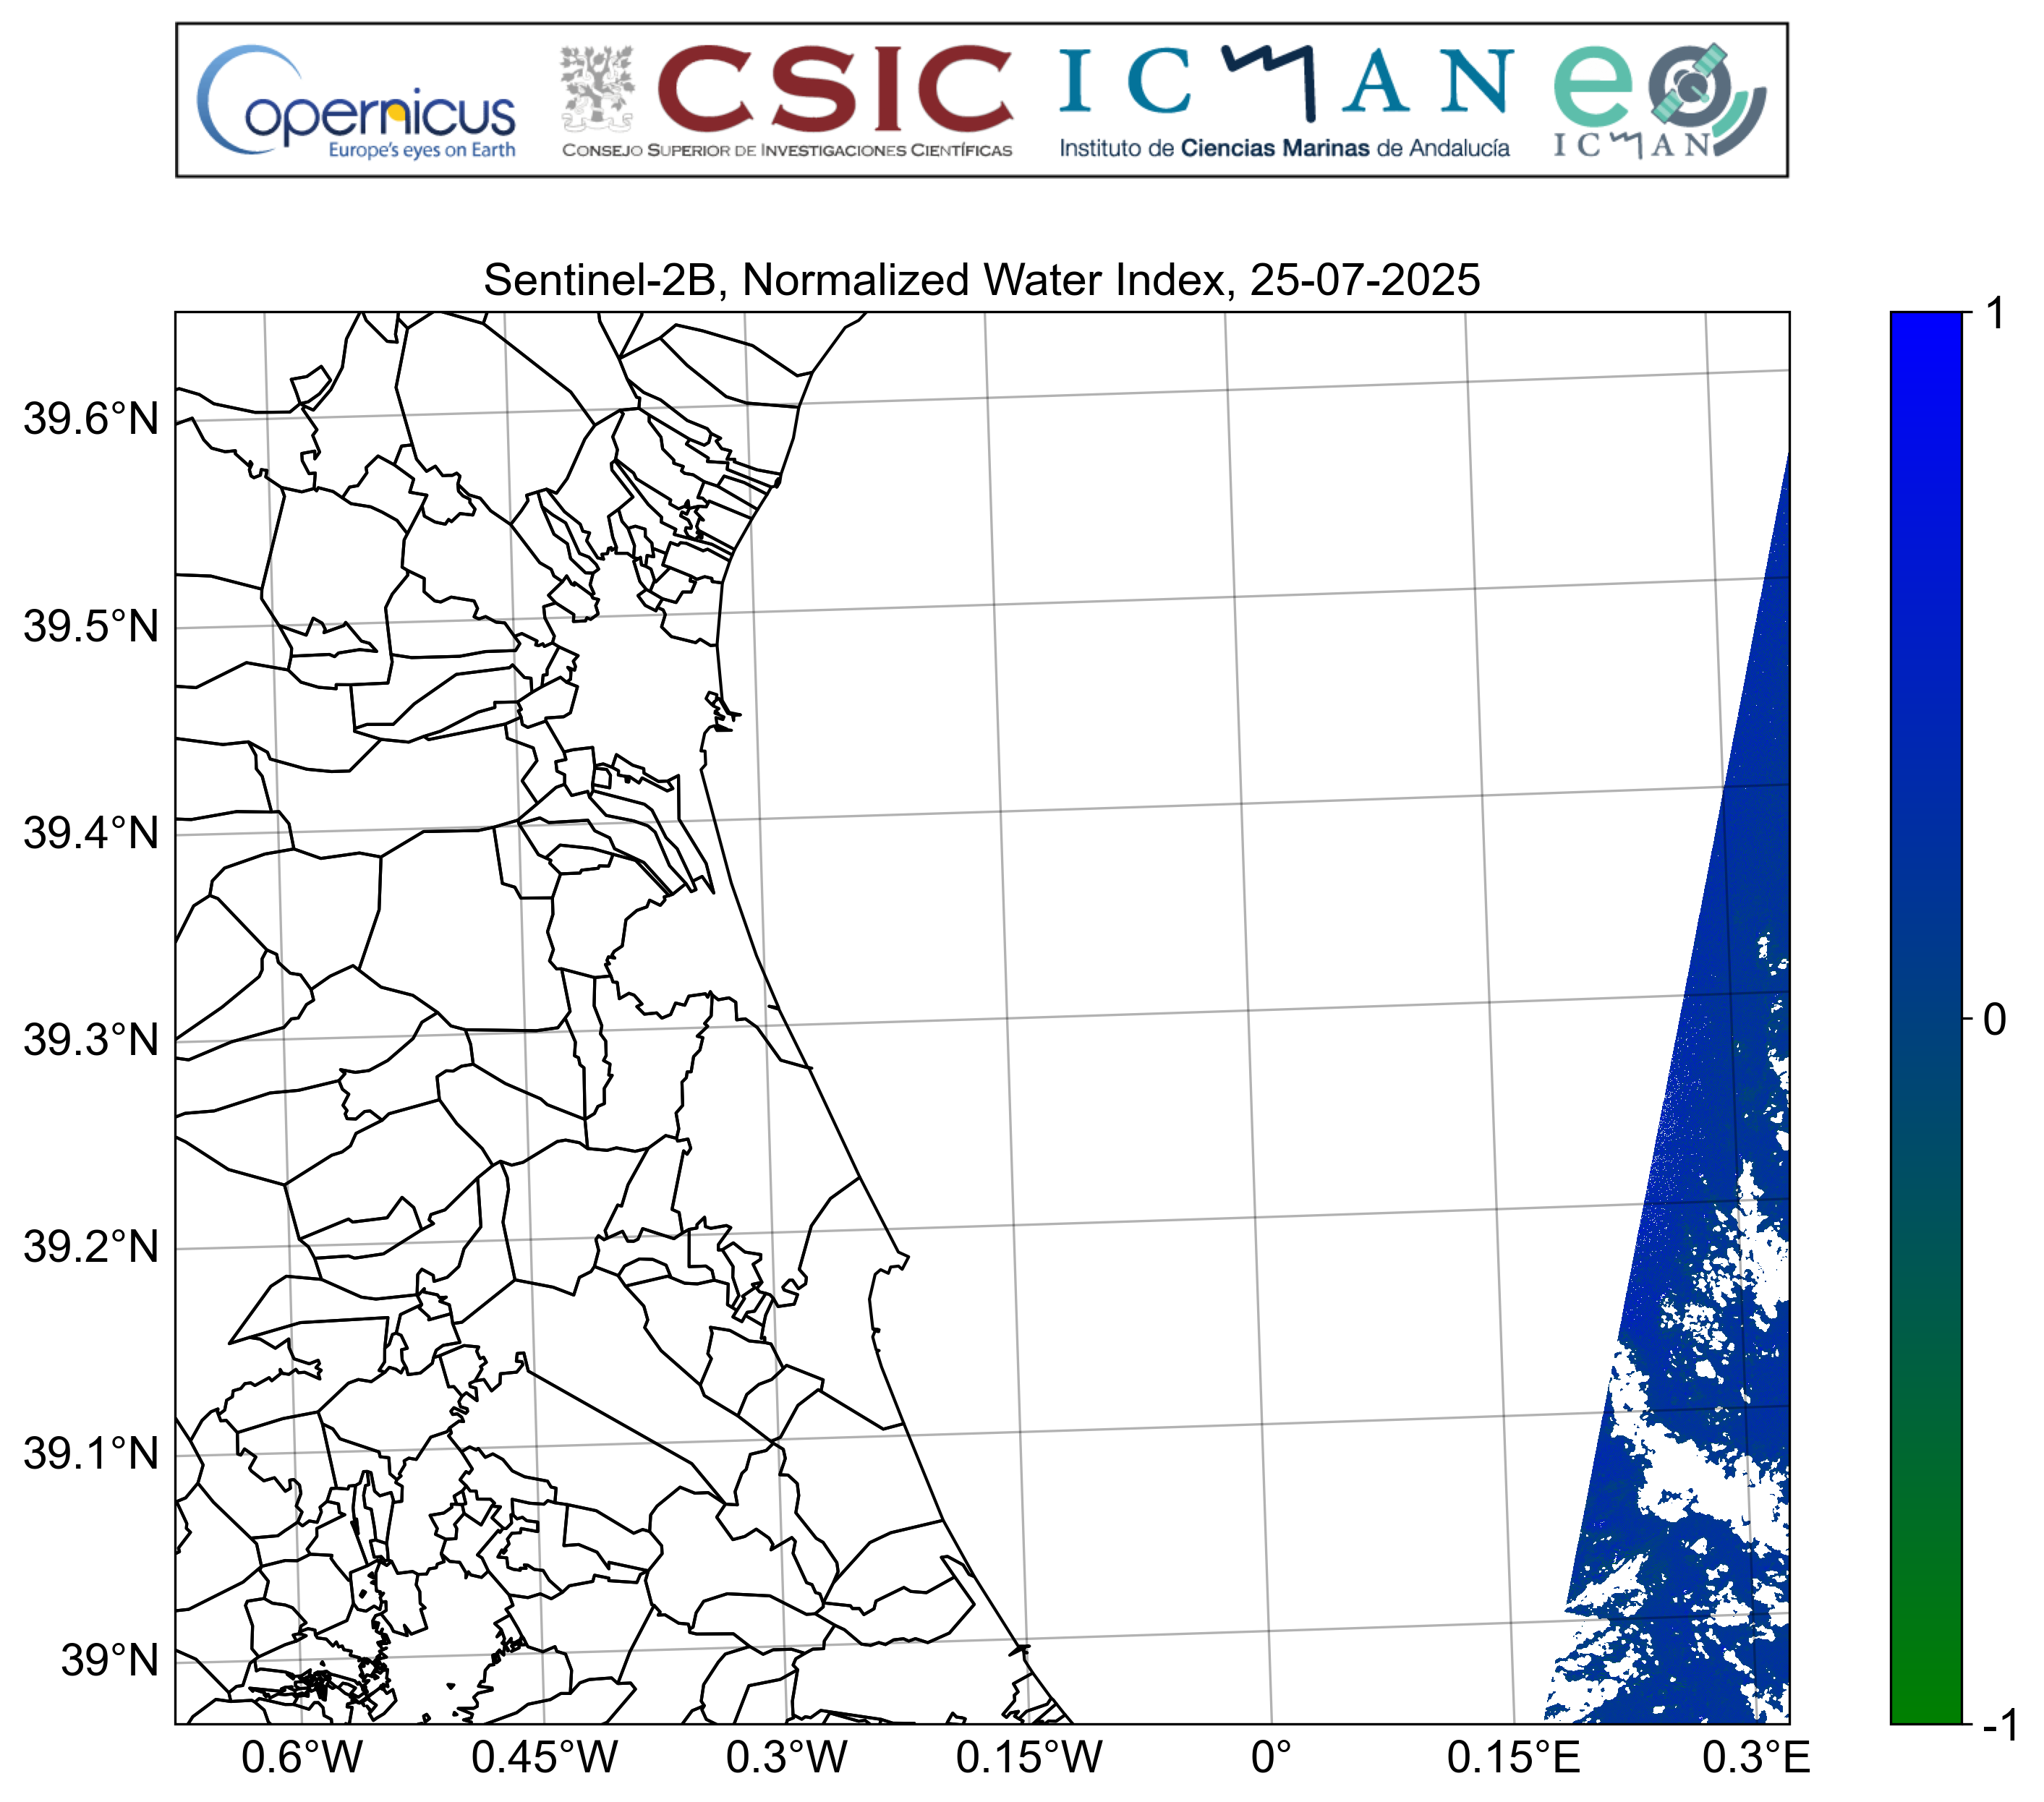 Copernicus
Europe's eyes on Earth
CSIC
CONSEJO SUPERIOR DE INVESTIGACIONES CIENTÍFICAS
ICMAN
Instituto de Ciencias Marinas de Andalucía
eo
ICMAN
Sentinel-2B, Normalized Water Index, 25-07-2025
39.6°N
39.5°N
39.4°N
39.3°N
39.2°N
39.1°N
39°N
0.6°W
0.45°W
0.3°W
0.15°W
0°
0.15°E
0.3°E
1
0
-1